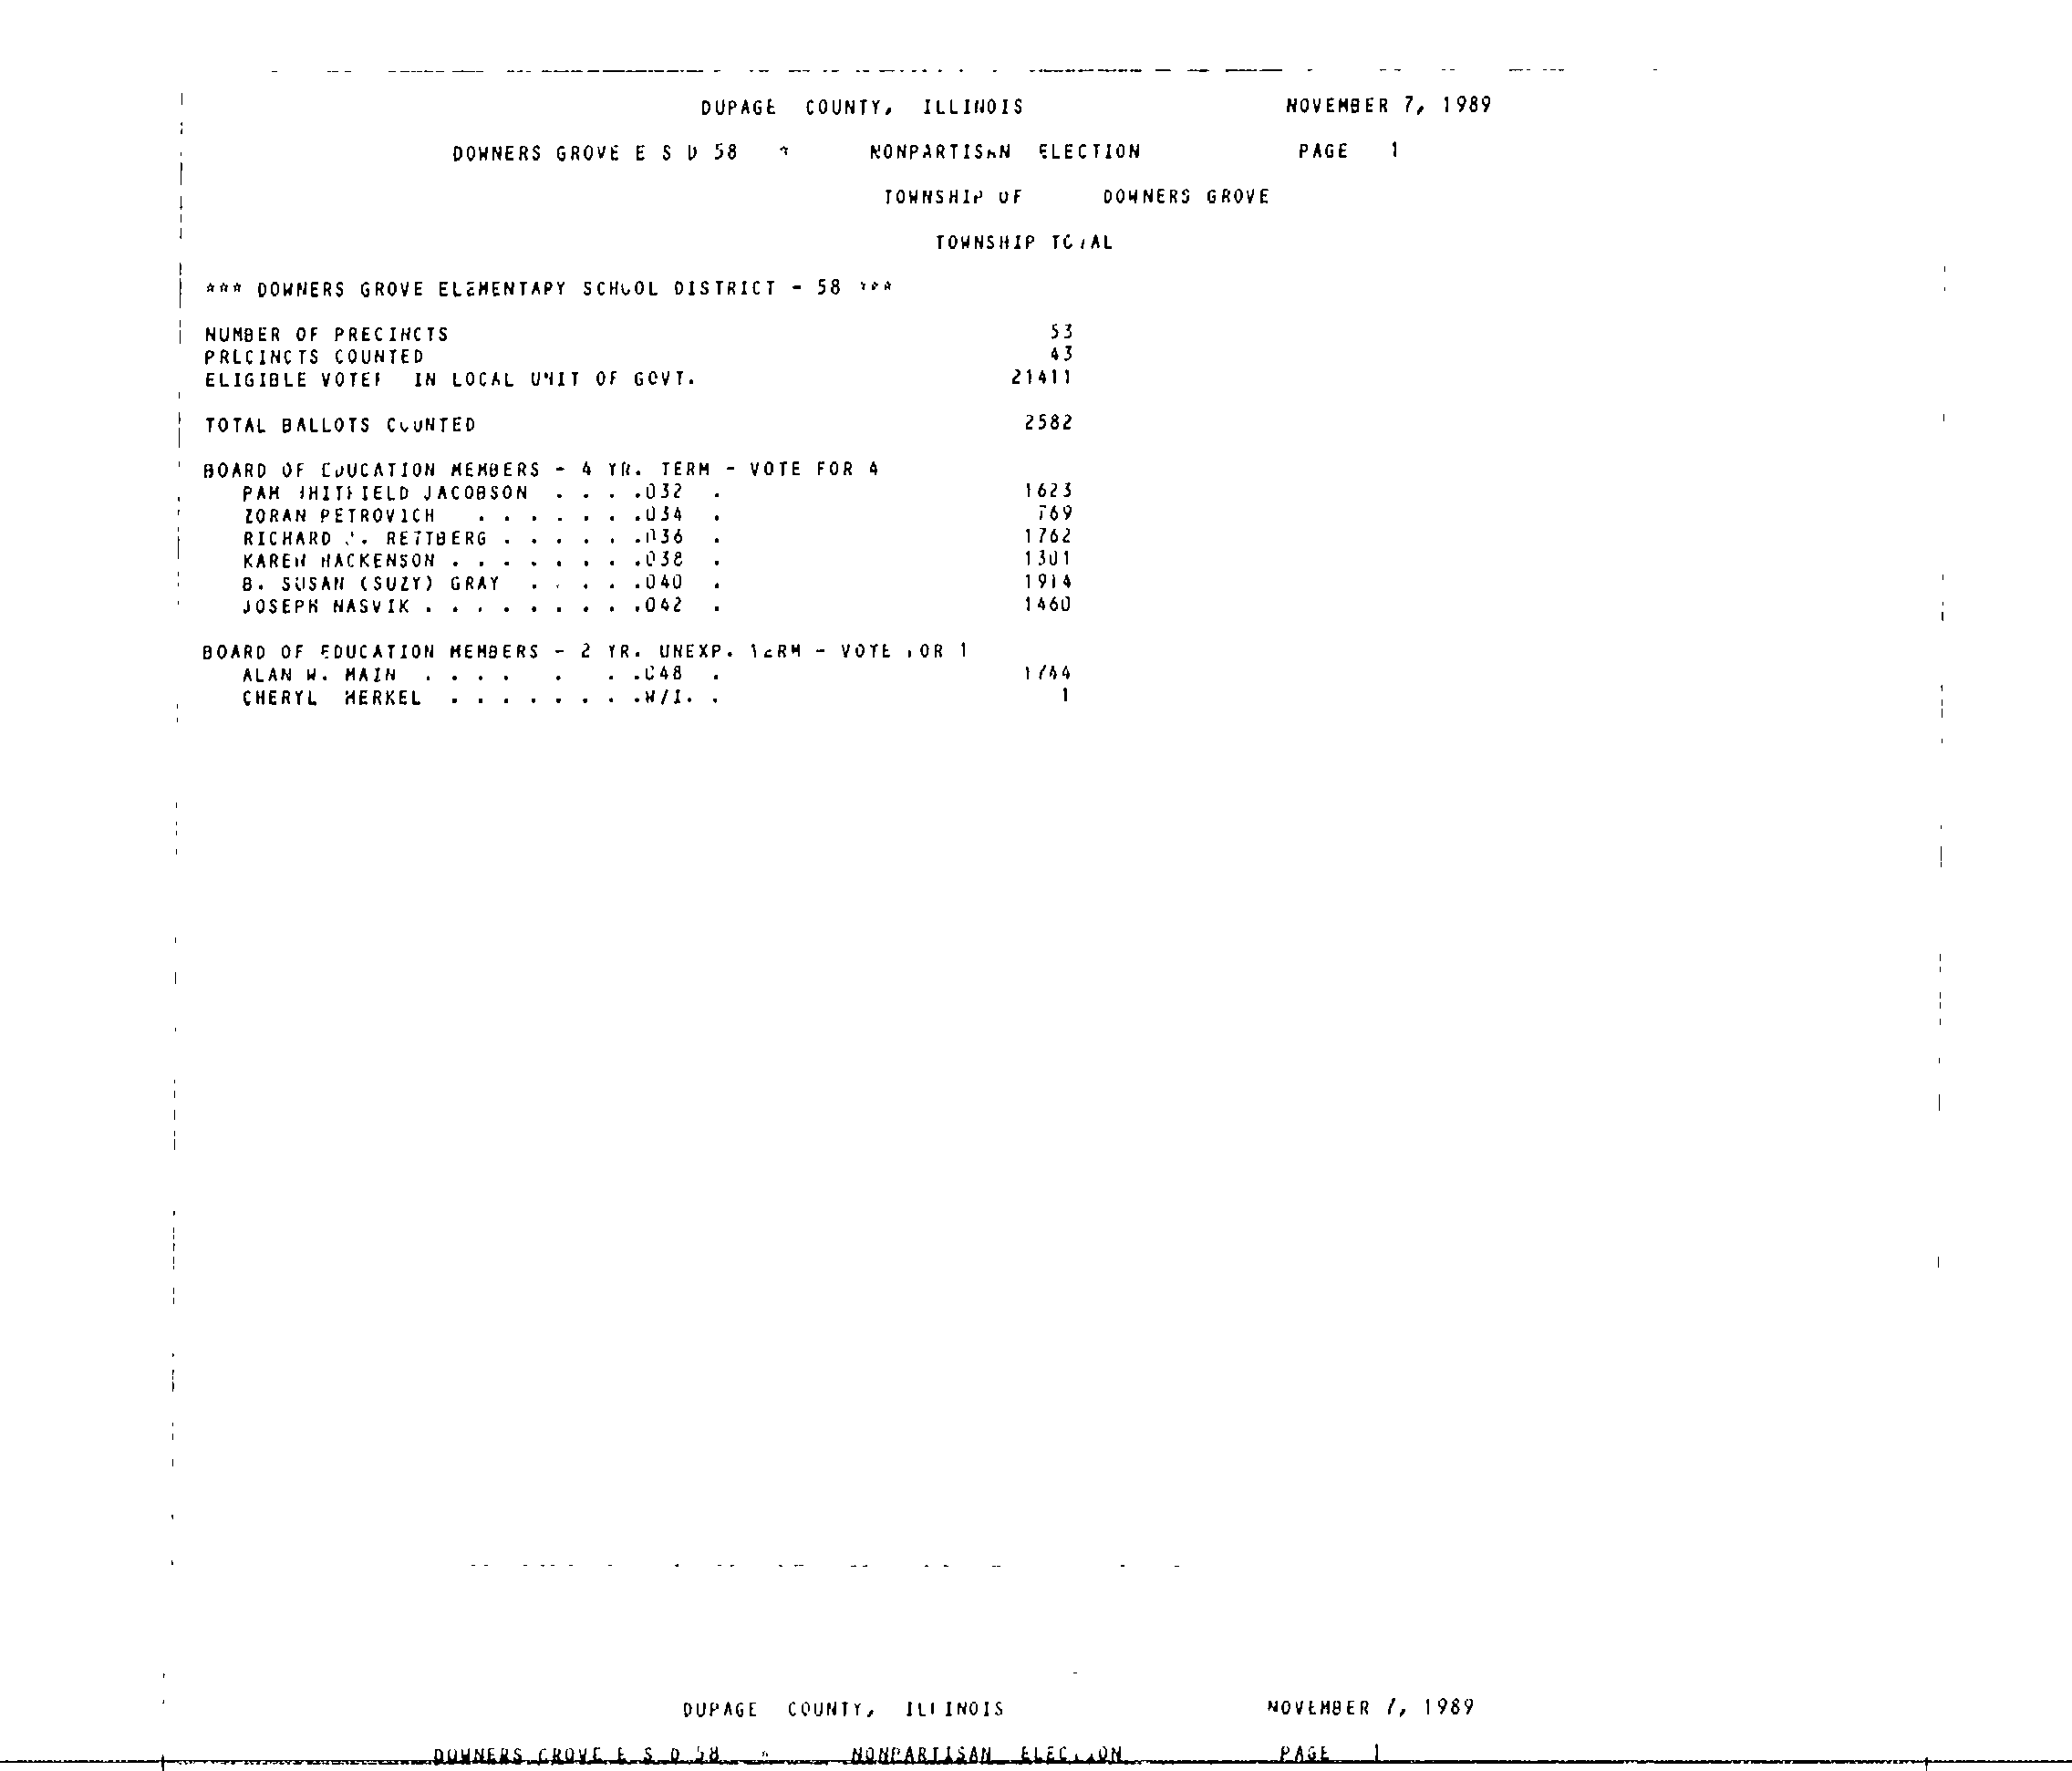 DUPAGE COUNTY, ILLINOIS NOVEMBER 7, 1989
DOWNERS GROVE E S D 58 * NONPARTISAN ELECTION PAGE 1
TOWNSHIP OF DOWNERS GROVE
TOWNSHIP TOTAL
*** DOWNERS GROVE ELEMENTARY SCHOOL DISTRICT - 58 ***
NUMBER OF PRECINCTS 53
PRECINCTS COUNTED 43
ELIGIBLE IN LOCAL UNIT OF GOVT. 21411
TOTAL BALLOTS COUNTED 2582
BOARD OF EDUCATION MEMBERS - 4 YR. TERM - VOTE FOR 4
PAM WHITFIELD JACOBSON . . . .032 . 1623
ZORAN PETROVICH . . . . . . .034 . 769
RICHARD RETTBERG . . . . . .036 . 1762
KAREN HACKENSON . . . . . . . .038 . 1301
B. SUSAN (SUZY) GRAY . . . . .040 . 1914
JOSEPH NASVIK . . . . . . . . .042 . 1460
BOARD OF EDUCATION MEMBERS - 2 YR. UNEXP. TERM - VOTE FOR 1
ALAN W. MAIN . . . . . . .048 . 1744
CHERYL MERKEL . . . . . . . .W/I. . 1
DUPAGE COUNTY, ILLINOIS NOVEMBER 7, 1989
DOWNERS GROVE E S D 58 * NONPARTISAN ELECTION PAGE 1